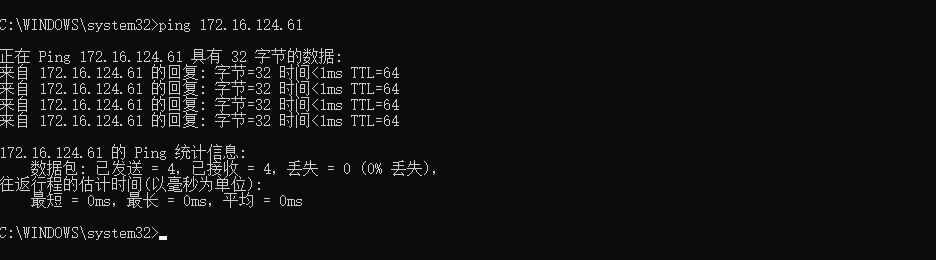 C:\WINDOWS\system32>ping 172.16.124.61
正在 Ping 172.16.124.61 具有 32 字节的数据:
来自 172.16.124.61 的回复: 字节=32 时间<1ms TTL=64
来自 172.16.124.61 的回复: 字节=32 时间<1ms TTL=64
来自 172.16.124.61 的回复: 字节=32 时间<1ms TTL=64
来自 172.16.124.61 的回复: 字节=32 时间<1ms TTL=64
172.16.124.61 的 Ping 统计信息:
数据包: 已发送 = 4，已接收 = 4，丢失 = 0 (0% 丢失)，
往返行程的估计时间(以毫秒为单位):
最短 = 0ms，最长 = 0ms，平均 = 0ms
C:\WINDOWS\system32>